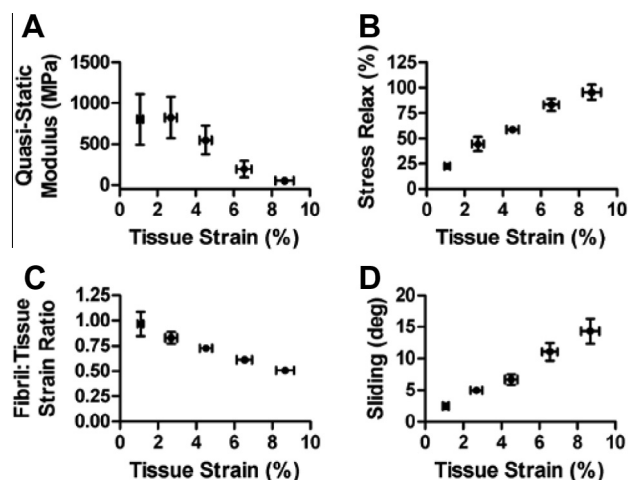 A
Quasi-Static
Modulus (MPa)
1500
1000
500
0
0 2 4 6 8 10
Tissue Strain (%)
B
Stress Relax (%)
125
100
75
50
25
0
0 2 4 6 8 10
Tissue Strain (%)
C
Fibril:Tissue
Strain Ratio
1.25
1.00
0.75
0.50
0.25
0.00
0 2 4 6 8 10
Tissue Strain (%)
D
Sliding (deg)
20
15
10
5
0
0 2 4 6 8 10
Tissue Strain (%)